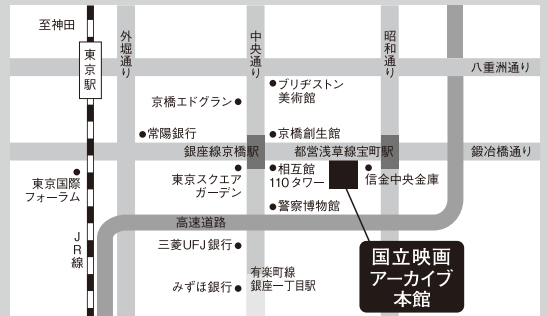 至神田
東京駅
外堀通り
中央通り
昭和通り
八重洲通り
ブリヂストン
美術館
京橋エドグラン
常陽銀行
京橋創生館
銀座線京橋駅
都営浅草線宝町駅
鍛冶橋通り
東京国際
フォーラム
東京スクエア
ガーデン
相互館
110タワー
信金中央金庫
警察博物館
高速道路
JR線
三菱UFJ銀行
国立映画
アーカイブ
本館
みずほ銀行
有楽町線
銀座一丁目駅